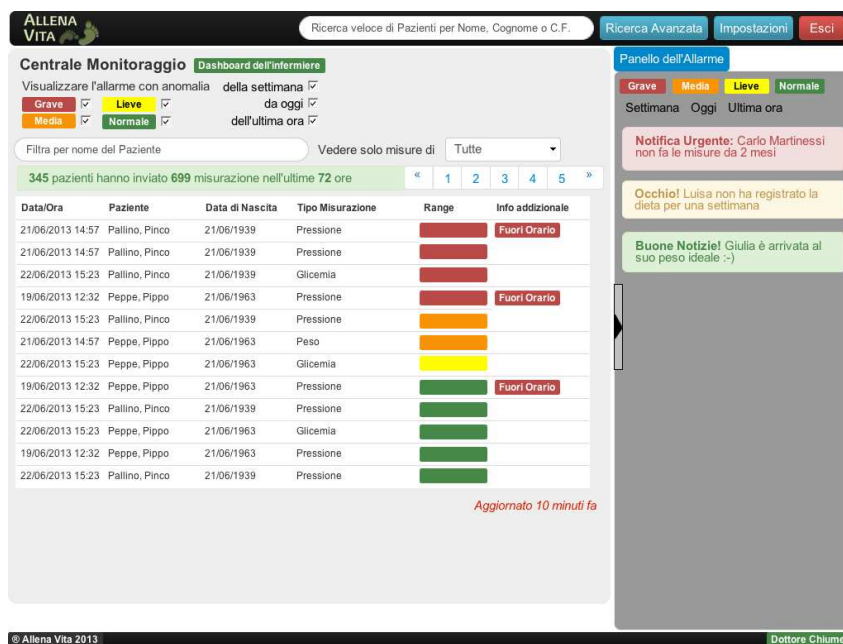 ALLENA
VITA
Ricerca veloce di Pazienti per Nome, Cognome o C.F.
Ricerca Avanzata
Impostazioni
Esci
Centrale Monitoraggio
Dashboard dell'infermiere
Visualizzare l'allarme con anomalia
della settimana
Grave
Lieve
da oggi
Media
Normale
dell'ultima ora
Filtra per nome del Paziente
Vedere solo misure di
Tutte
345 pazienti hanno inviato 699 misurazione nell'ultime 72 ore
« 1 2 3 4 5 »
Data/Ora Paziente Data di Nascita Tipo Misurazione Range Info addizionale
21/06/2013 14:57 Pallino, Pinco 21/06/1939 Pressione Fuori Orario
21/06/2013 14:57 Pallino, Pinco 21/06/1939 Pressione
22/06/2013 15:23 Pallino, Pinco 21/06/1939 Glicemia
19/06/2013 12:32 Peppe, Pippo 21/06/1963 Pressione Fuori Orario
22/06/2013 15:23 Pallino, Pinco 21/06/1939 Pressione
21/06/2013 14:57 Peppe, Pippo 21/06/1963 Peso
22/06/2013 15:23 Peppe, Pippo 21/06/1963 Glicemia
19/06/2013 12:32 Peppe, Pippo 21/06/1963 Pressione Fuori Orario
22/06/2013 15:23 Pallino, Pinco 21/06/1939 Pressione
22/06/2013 15:23 Peppe, Pippo 21/06/1963 Glicemia
19/06/2013 12:32 Peppe, Pippo 21/06/1963 Pressione
22/06/2013 15:23 Pallino, Pinco 21/06/1939 Pressione
Aggiornato 10 minuti fa
Panello dell'Allarme
Grave Media Lieve Normale
Settimana Oggi Ultima ora
Notifica Urgente: Carlo Martinessi
non fa le misure da 2 mesi
Occhio! Luisa non ha registrato la
dieta per una settimana
Buone Notizie! Giulia è arrivata al
suo peso ideale :-)
® Allena Vita 2013
Dottore Chiume